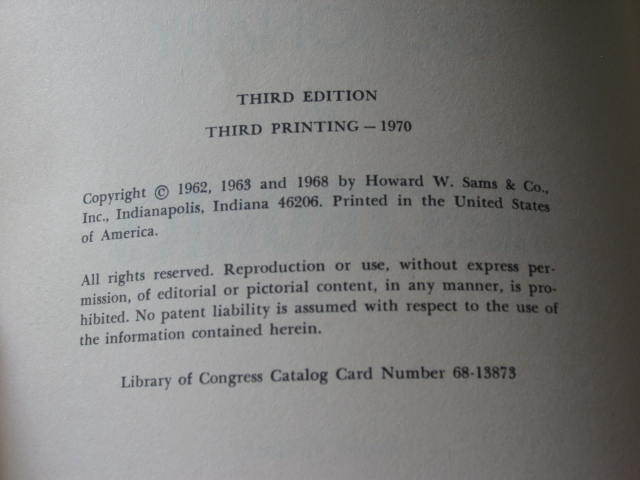 THIRD EDITION
THIRD PRINTING — 1970
Copyright © 1962, 1963 and 1968 by Howard W. Sams & Co.,
Inc., Indianapolis, Indiana 46206. Printed in the United States
of America.
All rights reserved. Reproduction or use, without express per-
mission, of editorial or pictorial content, in any manner, is pro-
hibited. No patent liability is assumed with respect to the use of
the information contained herein.
Library of Congress Catalog Card Number 68-13873